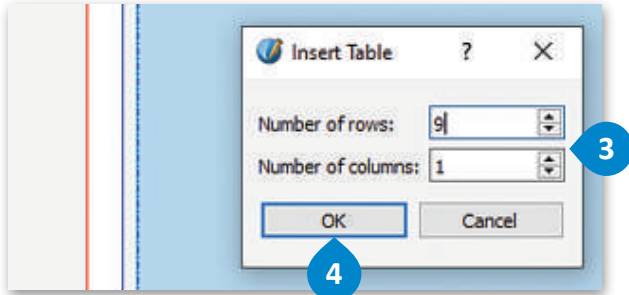 Insert Table ?
Number of rows: 9
3
Number of columns: 1
OK Cancel
4